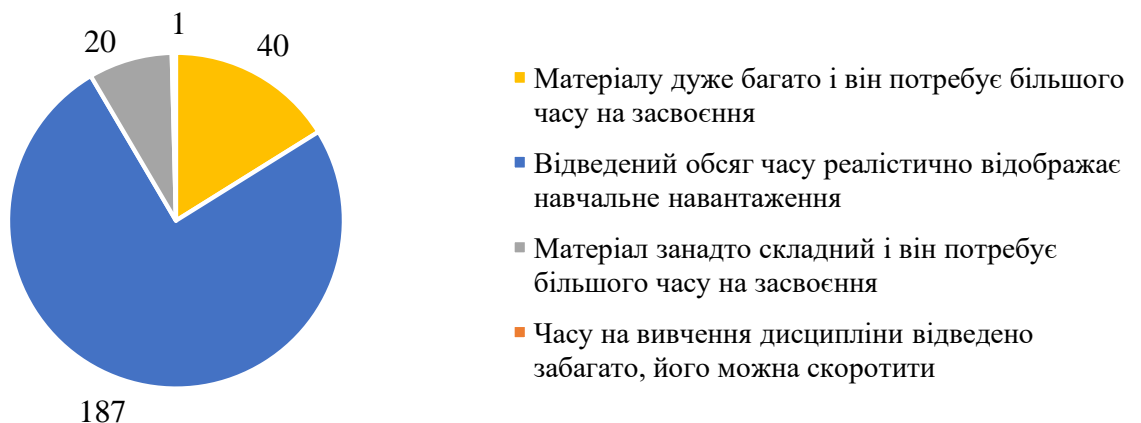 1
20
40
187
Матеріалу дуже багато і він потребує більшого
часу на засвоєння
Відведений обсяг часу реалістично відображає
навчальне навантаження
Матеріал занадто складний і він потребує
більшого часу на засвоєння
Часу на вивчення дисципліни відведено
забагато, його можна скоротити